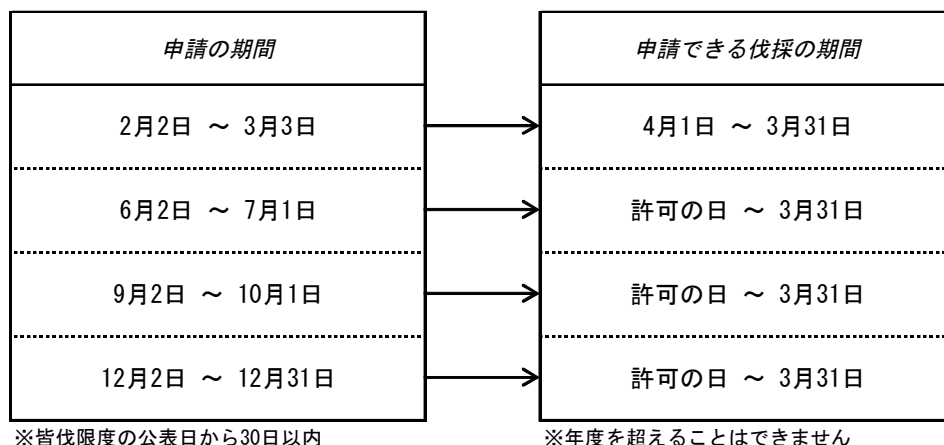 申請の期間
申請できる伐採の期間
2月2日 ～ 3月3日
4月1日 ～ 3月31日
6月2日 ～ 7月1日
許可の日 ～ 3月31日
9月2日 ～ 10月1日
許可の日 ～ 3月31日
12月2日 ～ 12月31日
許可の日 ～ 3月31日
※皆伐限度の公表日から30日以内
※年度を超えることはできません